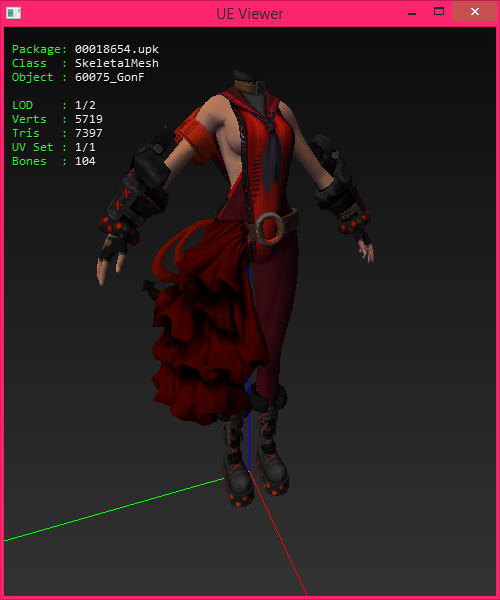 UE Viewer
Package: 00018654.upk
Class  : SkeletalMesh
Object : 60075_GonF
LOD    : 1/2
Verts  : 5719
Tris   : 7397
UV Set : 1/1
Bones  : 104